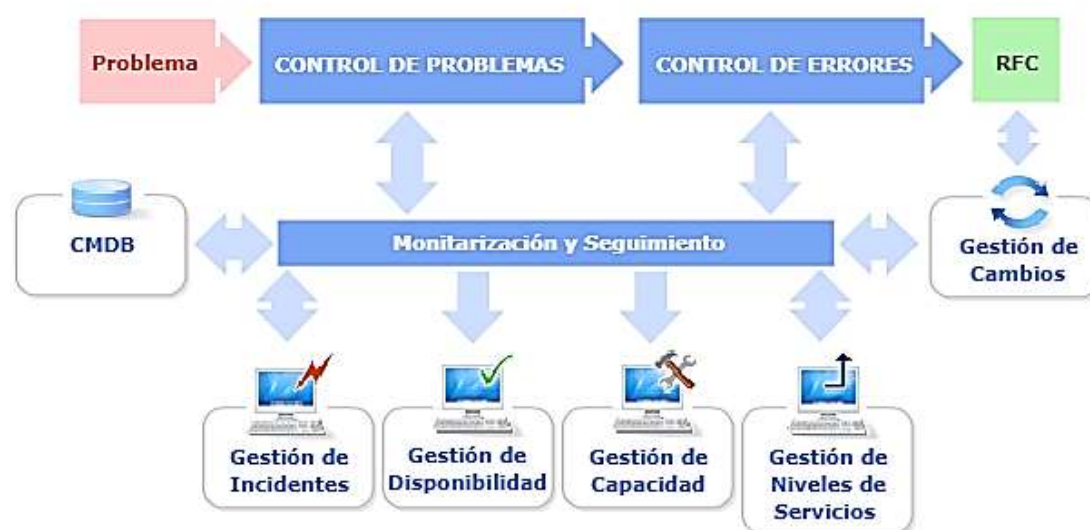 Problema
CONTROL DE PROBLEMAS
CONTROL DE ERRORES
RFC
CMDB
Monitarización y Seguimiento
Gestión de
Cambios
Gestión de
Incidentes
Gestión de
Disponibilidad
Gestión de
Capacidad
Gestión de
Niveles de
Servicios